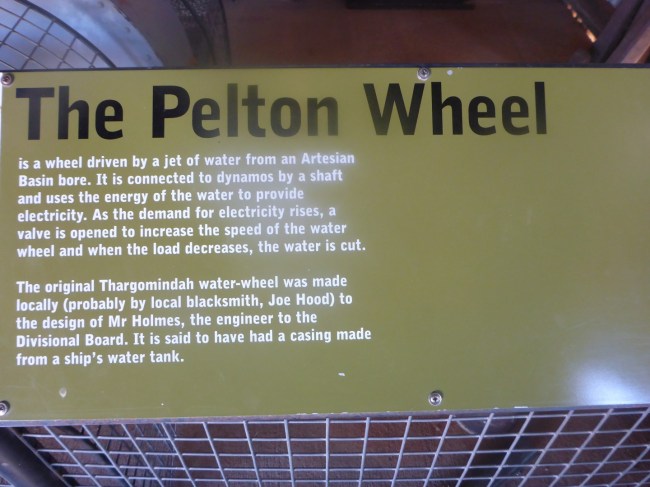 The Pelton Wheel
is a wheel driven by a jet of water from an Artesian
Basin bore. It is connected to dynamos by a shaft
and uses the energy of the water to provide
electricity. As the demand for electricity rises, a
valve is opened to increase the speed of the water
wheel and when the load decreases, the water is cut.
The original Thargomindah water-wheel was made
locally (probably by local blacksmith, Joe Hood) to
the design of Mr Holmes, the engineer to the
Divisional Board. It is said to have had a casing made
from a ship's water tank.